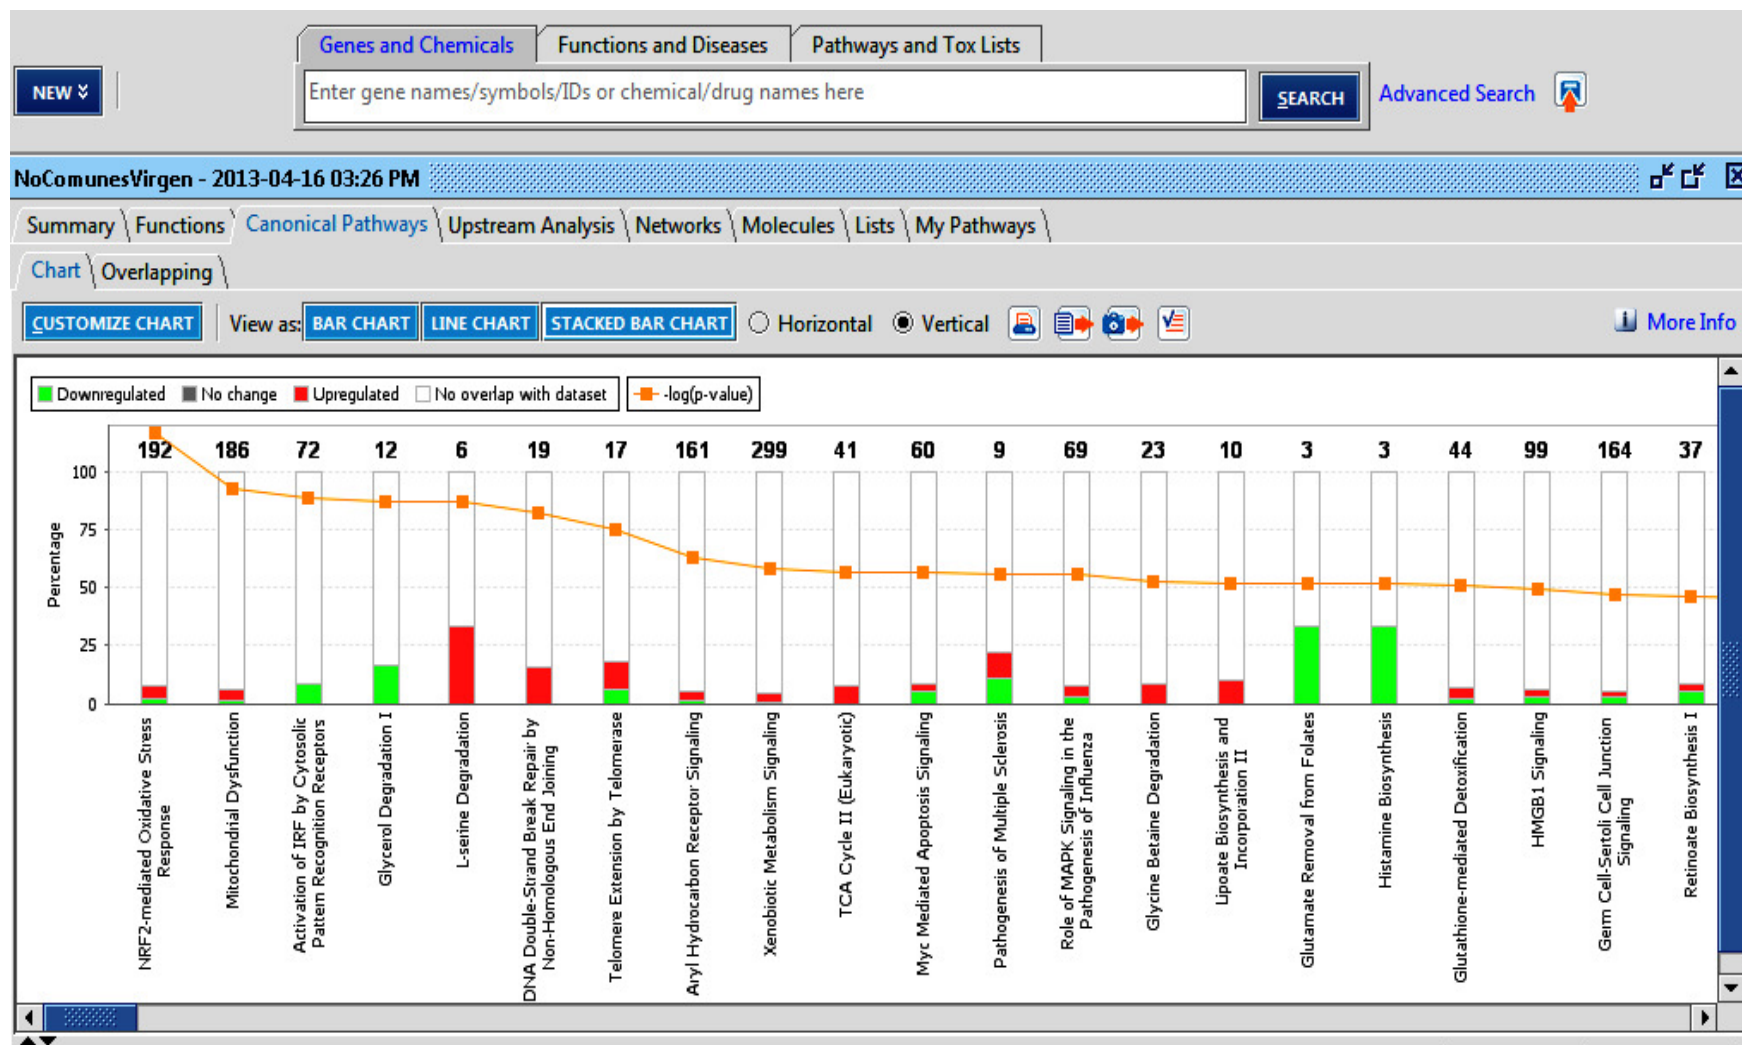 Genes and Chemicals Functions and Diseases Pathways and Tox Lists
NEW
Enter gene names/symbols/IDs or chemical/drug names here
SEARCH
Advanced Search
NoComunesVirgen - 2013-04-16 03:26 PM
Summary Functions Canonical Pathways Upstream Analysis Networks Molecules Lists My Pathways
Chart Overlapping
CUSTOMIZE CHART View as: BAR CHART LINE CHART STACKED BAR CHART Horizontal Vertical
More Info
Downregulated No change Upregulated No overlap with dataset -log(p-value)
192 186 72 12 6 19 17 161 299 41 60 9 69 23 10 3 3 44 99 164 37
Percentage
100
75
50
25
0
NRF2-mediated Oxidative Stress
Response
Mitochondrial Dysfunction
Activation of IRF by Cytosolic
Pattern Recognition Receptors
Glycerol Degradation I
L-serine Degradation
DNA Double-Strand Break Repair by
Non-Homologous End Joining
Telomere Extension by Telomerase
Aryl Hydrocarbon Receptor Signaling
Xenobiotic Metabolism Signaling
TCA Cycle II (Eukaryotic)
Myc Mediated Apoptosis Signaling
Pathogenesis of Multiple Sclerosis
Role of MAPK Signaling in the
Pathogenesis of Influenza
Glycine Betaine Degradation
Lipoate Biosynthesis and
Incorporation II
Glutamate Removal from Folates
Histamine Biosynthesis
Glutathione-mediated Detoxification
HMGB1 Signaling
Germ Cell-Sertoli Cell Junction
Signaling
Retinoate Biosynthesis I